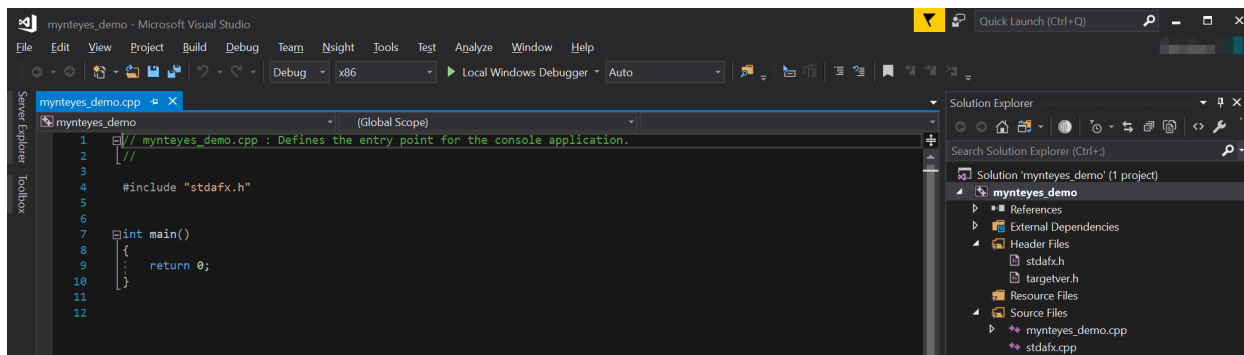 mynteyes_demo - Microsoft Visual Studio
Quick Launch (Ctrl+Q)
File Edit View Project Build Debug Team Nsight Tools Test Analyze Window Help
Debug x86 Local Windows Debugger Auto
Server Explorer
Toolbox
mynteyes_demo.cpp
mynteyes_demo (Global Scope)
1 // mynteyes_demo.cpp : Defines the entry point for the console application.
2 //
3
4 #include "stdafx.h"
5
6
7 int main()
8 {
9 return 0;
10 }
11
12
Solution Explorer
Search Solution Explorer (Ctrl+;)
Solution 'mynteyes_demo' (1 project)
mynteyes_demo
References
External Dependencies
Header Files
stdafx.h
targetver.h
Resource Files
Source Files
mynteyes_demo.cpp
stdafx.cpp